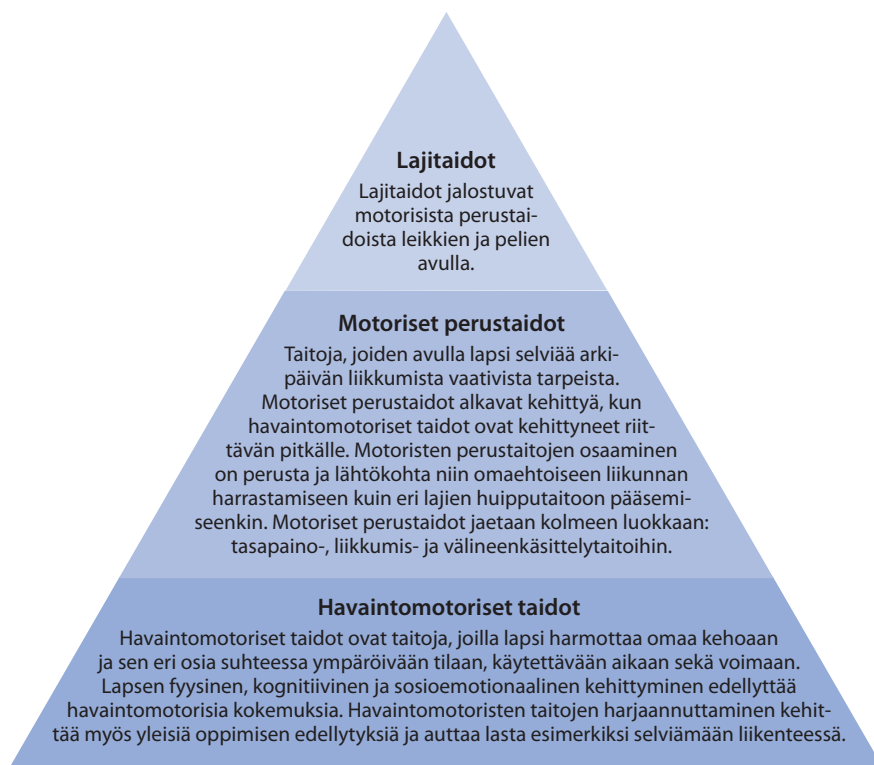 Lajitaidot
Lajitaidot jalostuvat
motorisista perustai-
doista leikkien ja pelien
avulla.
Motoriset perustaidot
Taitoja, joiden avulla lapsi selviää arki-
päivän liikkumista vaativista tarpeista.
Motoriset perustaidot alkavat kehittyä, kun
havaintomotoriset taidot ovat kehittyneet riit-
tävän pitkälle. Motoristen perustaitojen osaaminen
on perusta ja lähtökohta niin omaehtoiseen liikunnan
harrastamiseen kuin eri lajien huipputaitoon pääsemi-
seenkin. Motoriset perustaidot jaetaan kolmeen luokkaan:
tasapaino-, liikkumis- ja välineenkäsittelytaitoihin.
Havaintomotoriset taidot
Havaintomotoriset taidot ovat taitoja, joilla lapsi harmottaa omaa kehoaan
ja sen eri osia suhteessa ympäröivään tilaan, käytettävään aikaan sekä voimaan.
Lapsen fyysinen, kognitiivinen ja sosioemotionaalinen kehittyminen edellyttää
havaintomotorisia kokemuksia. Havaintomotoristen taitojen harjaannuttaminen kehit-
tää myös yleisiä oppimisen edellytyksiä ja auttaa lasta esimerkiksi selviämään liikenteessä.